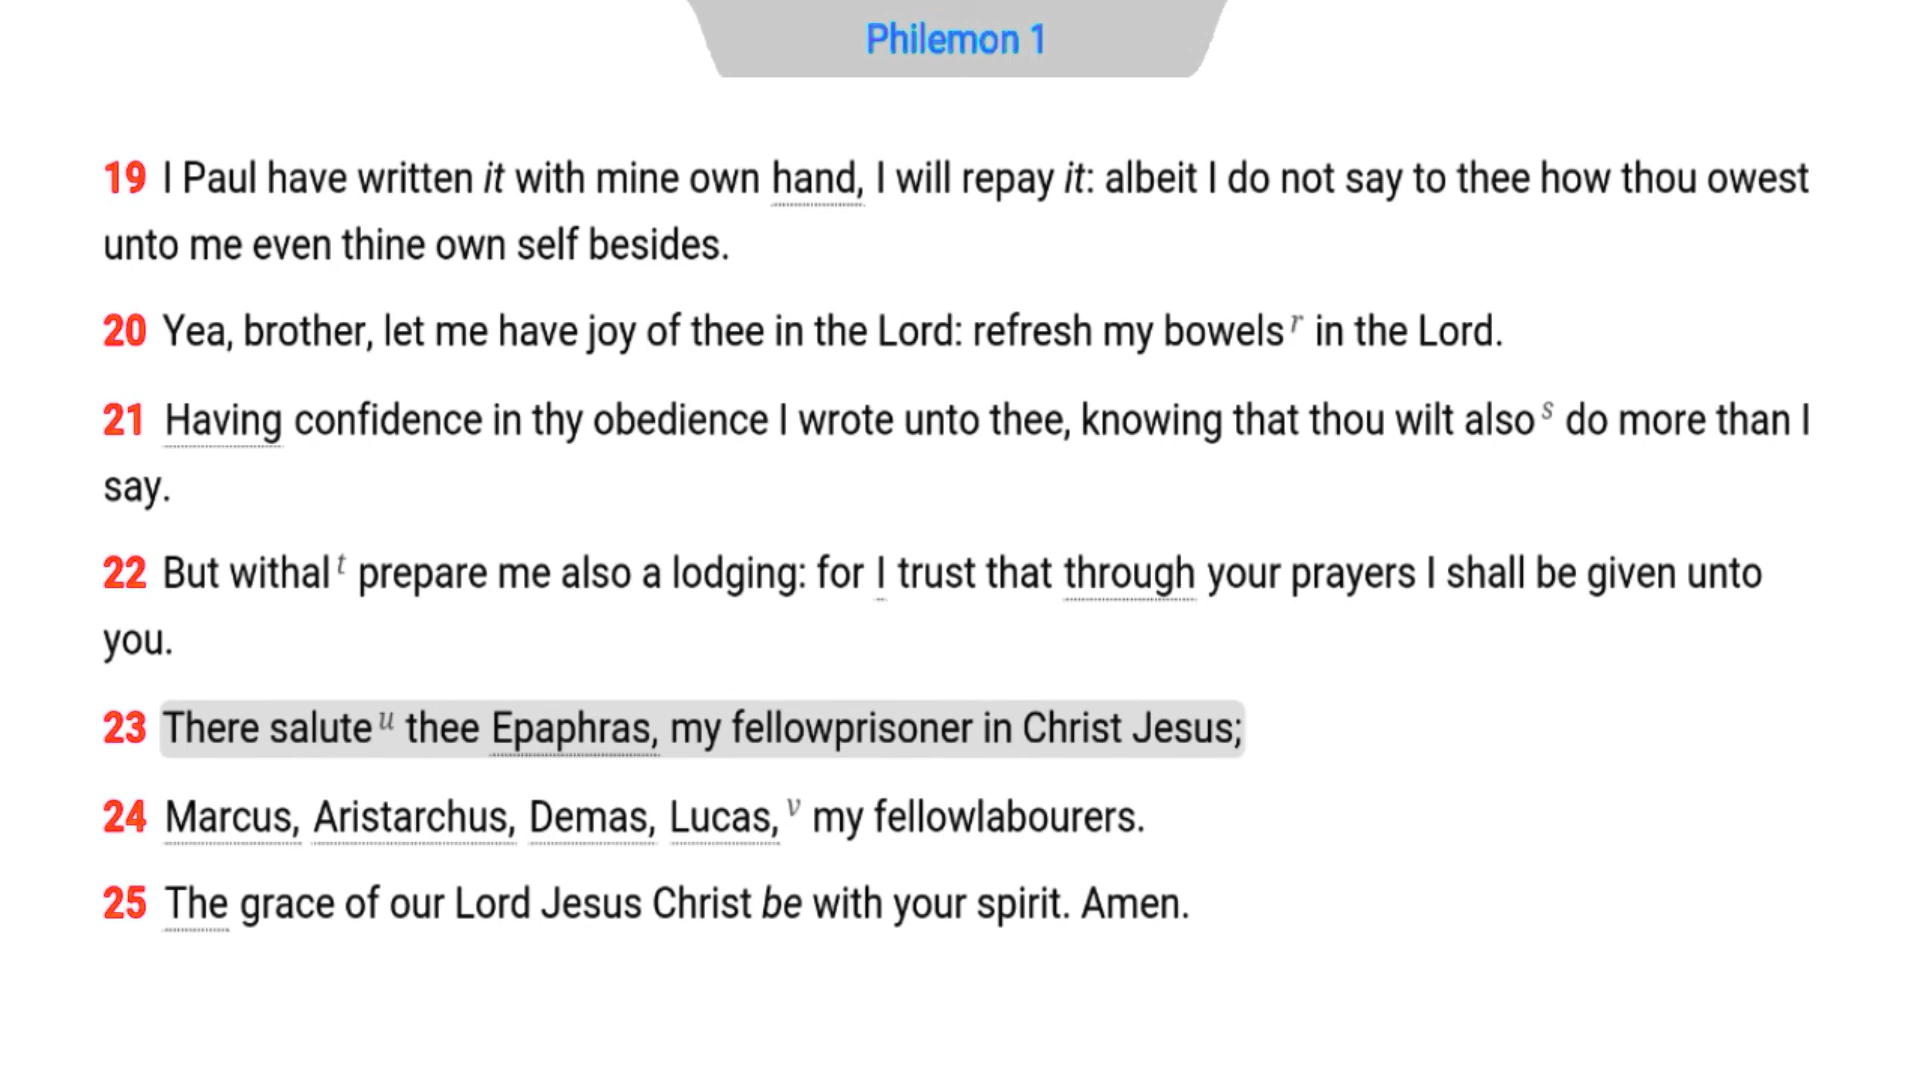 Philemon 1
19 I Paul have written it with mine own hand, I will repay it: albeit I do not say to thee how thou owest
unto me even thine own self besides.
20 Yea, brother, let me have joy of thee in the Lord: refresh my bowels r in the Lord.
21 Having confidence in thy obedience I wrote unto thee, knowing that thou wilt also s do more than I
say.
22 But withal t prepare me also a lodging: for I trust that through your prayers I shall be given unto
you.
23 There salute u thee Epaphras, my fellowprisoner in Christ Jesus;
24 Marcus, Aristarchus, Demas, Lucas, v my fellowlabourers.
25 The grace of our Lord Jesus Christ be with your spirit. Amen.